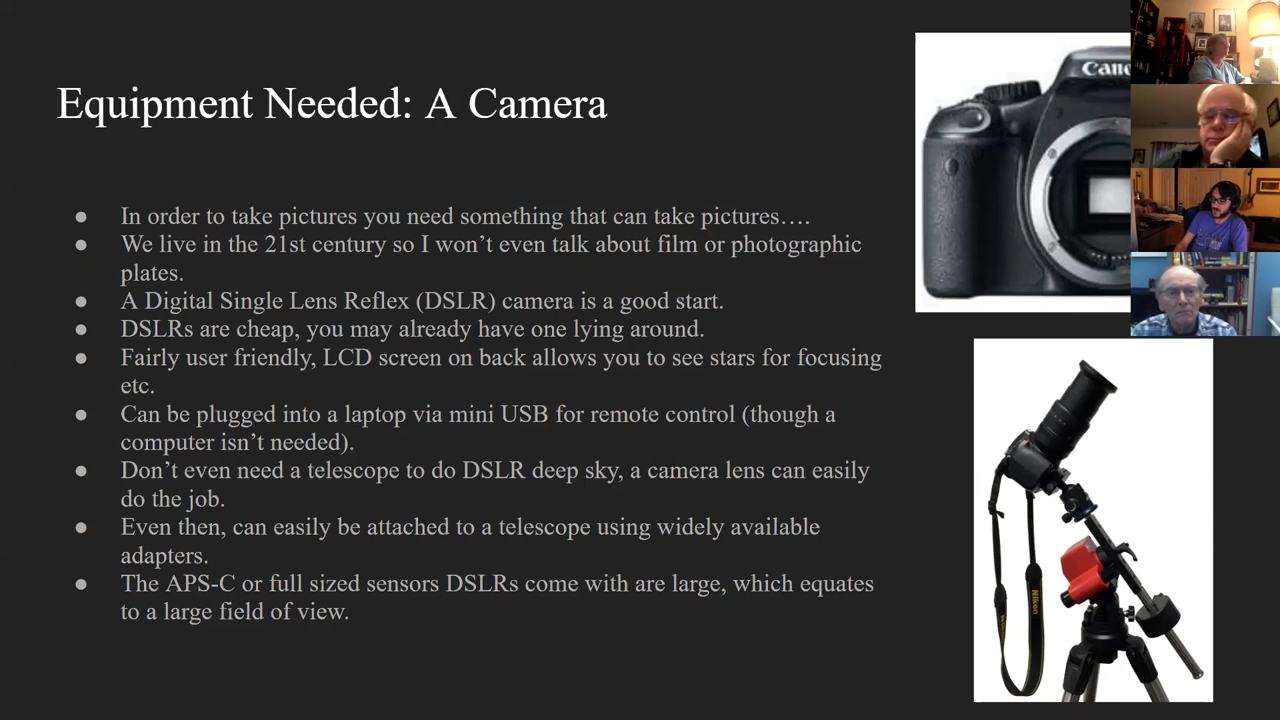 Equipment Needed: A Camera
● In order to take pictures you need something that can take pictures….
● We live in the 21st century so I won’t even talk about film or photographic
plates.
● A Digital Single Lens Reflex (DSLR) camera is a good start.
● DSLRs are cheap, you may already have one lying around.
● Fairly user friendly, LCD screen on back allows you to see stars for focusing
etc.
● Can be plugged into a laptop via mini USB for remote control (though a
computer isn’t needed).
● Don’t even need a telescope to do DSLR deep sky, a camera lens can easily
do the job.
● Even then, can easily be attached to a telescope using widely available
adapters.
● The APS-C or full sized sensors DSLRs come with are large, which equates
to a large field of view.
Can
Nikon